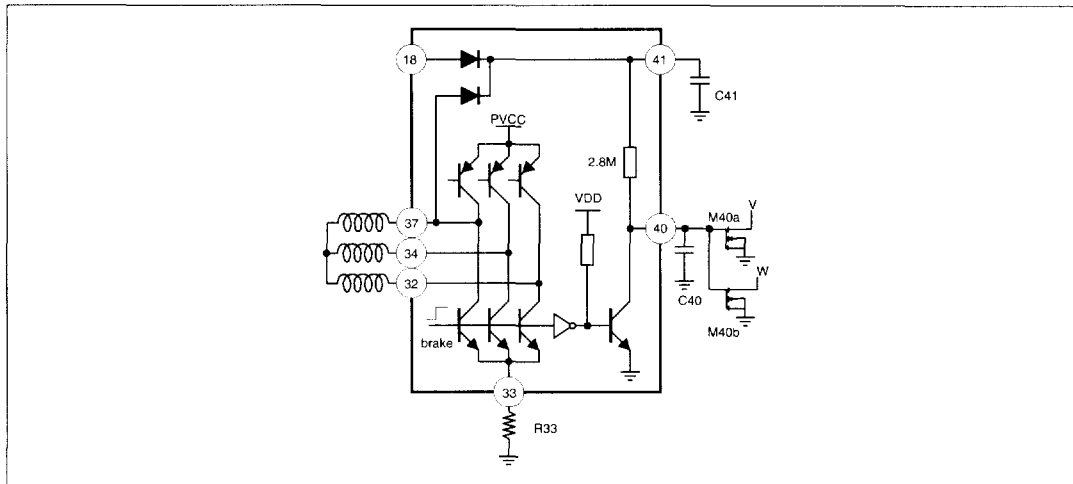 18
41
C41
PVCC
2.8M
VDD
37
40
M40a
V
34
W
32
C40
M40b
brake
33
R33